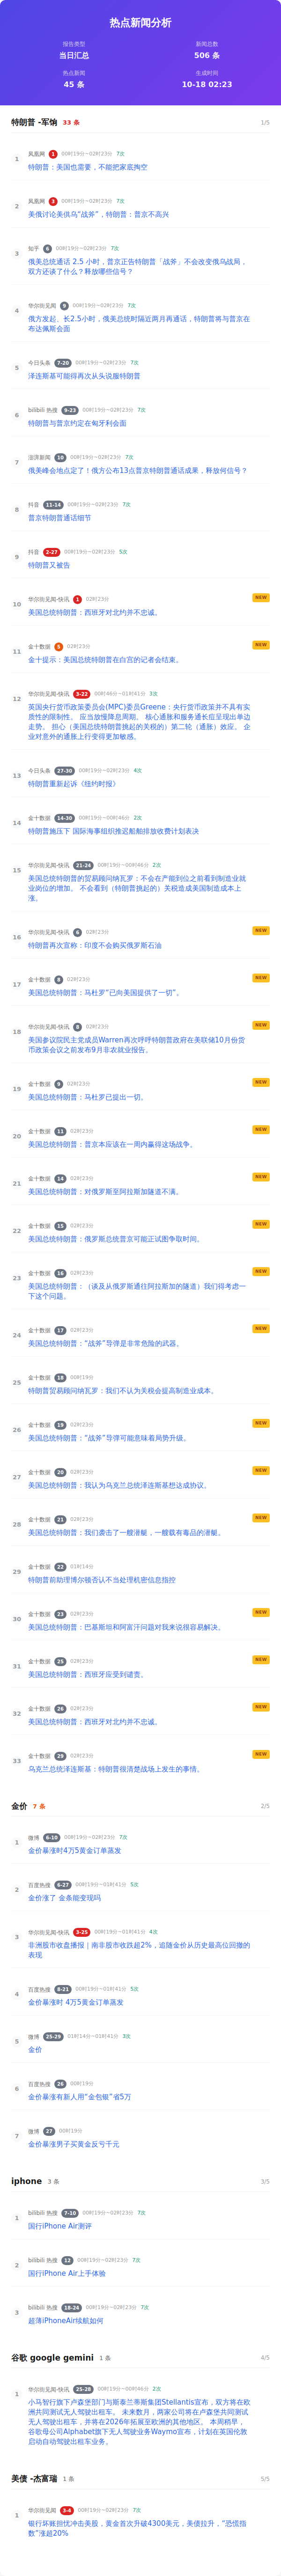 热点新闻分析
报告类型
新闻总数
当日汇总
506 条
热点新闻
生成时间
45 条
10-18 02:23
特朗普 -军饷 33 条 1/5
1
凤凰网 1 00时19分~02时23分 7次
特朗普：美国也需要，不能把家底掏空
2
凤凰网 3 00时19分~02时23分 7次
美俄讨论美供乌“战斧”，特朗普：普京不高兴
3
知乎 6 00时19分~02时23分 7次
俄美总统通话 2.5 小时，普京正告特朗普「战斧」不会改变俄乌战局，
双方还谈了什么？释放哪些信号？
4
华尔街见闻 9 00时19分~02时23分 7次
俄方发起、长2.5小时，俄美总统时隔近两月再通话，特朗普将与普京在
布达佩斯会面
5
今日头条 7-20 00时19分~02时23分 7次
泽连斯基可能得再次从头说服特朗普
6
bilibili 热搜 9-23 00时19分~02时23分 7次
特朗普与普京约定在匈牙利会面
7
澎湃新闻 10 00时19分~02时23分 7次
俄美峰会地点定了！俄方公布13点普京特朗普通话成果，释放何信号？
8
抖音 11-14 00时19分~02时23分 7次
普京特朗普通话细节
9
抖音 2-27 00时19分~02时23分 5次
特朗普又被告
10
华尔街见闻-快讯 1 02时23分 NEW
美国总统特朗普：西班牙对北约并不忠诚。
11
金十数据 5 02时23分 NEW
金十提示：美国总统特朗普在白宫的记者会结束。
12
华尔街见闻-快讯 3-22 00时46分~01时41分 3次
英国央行货币政策委员会(MPC)委员Greene：央行货币政策并不具有实
质性的限制性。 应当放慢降息周期。 核心通胀和服务通长症呈现出单边
走势。 担心（美国总统特朗普挑起的关税的）第二轮（通胀）效应。 企
业对意外的通胀上行变得更加敏感。
13
今日头条 27-30 00时19分~02时23分 4次
特朗普重新起诉《纽约时报》
14
金十数据 14-30 00时19分~00时46分 2次
特朗普施压下 国际海事组织推迟船舶排放收费计划表决
15
华尔街见闻-快讯 21-24 00时19分~00时46分 2次
美国总统特朗普的贸易顾问纳瓦罗：不会在产能到位之前看到制造业就
业岗位的增加。 不会看到（特朗普挑起的）关税造成美国制造成本上
涨。
16
华尔街见闻-快讯 6 02时23分 NEW
特朗普再次宣称：印度不会购买俄罗斯石油
17
金十数据 8 02时23分 NEW
美国总统特朗普：马杜罗“已向美国提供了一切”。
18
华尔街见闻-快讯 8 02时23分 NEW
美国参议院民主党成员Warren再次呼呼特朗普政府在美联储10月份货
币政策会议之前发布9月非农就业报告。
19
金十数据 9 02时23分 NEW
美国总统特朗普：马杜罗已提出一切。
20
金十数据 11 02时23分 NEW
美国总统特朗普：普京本应该在一周内赢得这场战争。
21
金十数据 14 02时23分 NEW
美国总统特朗普：对俄罗斯至阿拉斯加隧道不满。
22
金十数据 15 02时23分 NEW
美国总统特朗普：俄罗斯总统普京可能正试图争取时间。
23
金十数据 16 02时23分 NEW
美国总统特朗普：（谈及从俄罗斯通往阿拉斯加的隧道）我们得考虑一
下这个问题。
24
金十数据 17 02时23分 NEW
美国总统特朗普：“战斧”导弹是非常危险的武器。
25
金十数据 18 00时19分
特朗普贸易顾问纳瓦罗：我们不认为关税会提高制造业成本。
26
金十数据 19 02时23分 NEW
美国总统特朗普：“战斧”导弹可能意味着局势升级。
27
金十数据 20 02时23分 NEW
美国总统特朗普：我认为乌克兰总统泽连斯基想达成协议。
28
金十数据 21 02时23分 NEW
美国总统特朗普：我们袭击了一艘潜艇，一艘载有毒品的潜艇。
29
金十数据 22 01时14分
特朗普前助理博尔顿否认不当处理机密信息指控
30
金十数据 23 02时23分 NEW
美国总统特朗普：巴基斯坦和阿富汗问题对我来说很容易解决。
31
金十数据 25 02时23分 NEW
美国总统特朗普：西班牙应受到谴责。
32
金十数据 26 02时23分 NEW
美国总统特朗普：西班牙对北约并不忠诚。
33
金十数据 29 02时23分 NEW
乌克兰总统泽连斯基：特朗普很清楚战场上发生的事情。
金价 7 条 2/5
1
微博 6-10 00时19分~02时23分 7次
金价暴涨时4万5黄金订单蒸发
2
百度热搜 6-27 00时19分~01时41分 5次
金价涨了 金条能变现吗
3
华尔街见闻-快讯 3-25 00时19分~01时41分 4次
非洲股市收盘播报｜南非股市收跌超2%，追随金价从历史最高位回撤的
表现
4
百度热搜 8-21 00时19分~01时41分 5次
金价暴涨时 4万5黄金订单蒸发
5
微博 25-29 01时14分~01时41分 3次
金价
6
百度热搜 26 00时19分
金价暴涨有新人用“金包银”省5万
7
微博 27 00时19分
金价暴涨男子买黄金反亏千元
iphone 3 条 3/5
1
bilibili 热搜 7-10 00时19分~02时23分 7次
国行iPhone Air测评
2
bilibili 热搜 12 00时19分~02时23分 7次
国行iPhone Air上手体验
3
bilibili 热搜 18-24 00时19分~02时23分 7次
超薄iPhoneAir续航如何
谷歌 google gemini 1 条 4/5
1
华尔街见闻-快讯 25-28 00时19分~00时46分 2次
小马智行旗下卢森堡部门与斯泰兰蒂斯集团Stellantis宣布，双方将在欧
洲共同测试无人驾驶出租车。 未来数月，两家公司将在卢森堡共同测试
无人驾驶出租车，并将在2026年拓展至欧洲的其他地区。 本周稍早，
谷歌母公司Alphabet旗下无人驾驶业务Waymo宣布，计划在英国伦敦
启动自动驾驶出租车业务。
美债 -杰富瑞 1 条 5/5
1
华尔街见闻 3-4 00时19分~02时23分 7次
银行坏账担忧冲击美股，黄金首次升破4300美元，美债拉升，“恐慌指
数”涨超20%